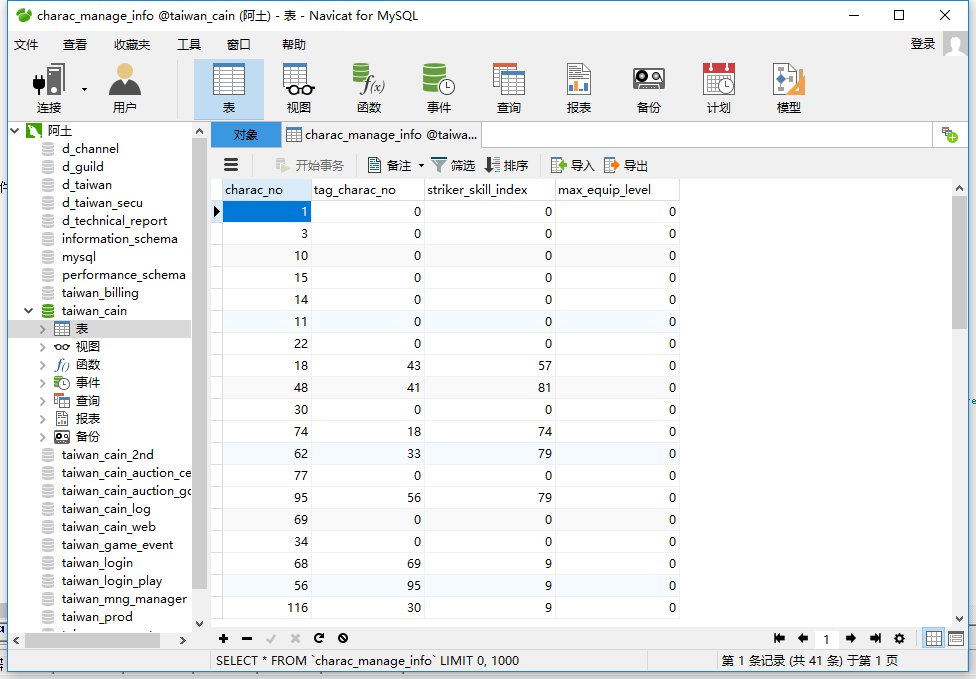 charac_manage_info @taiwan_cain (阿土) - 表 - Navicat for MySQL
文件 查看 收藏夹 工具 窗口 帮助 登录
连接 用户 表 视图 函数 事件 查询 报表 备份 计划 模型
阿土
d_channel
d_guild
d_taiwan
d_taiwan_secu
d_technical_report
information_schema
mysql
performance_schema
taiwan_billing
taiwan_cain
表
视图
函数
事件
查询
报表
备份
taiwan_cain_2nd
taiwan_cain_auction_ce
taiwan_cain_auction_go
taiwan_cain_log
taiwan_cain_web
taiwan_game_event
taiwan_login
taiwan_login_play
taiwan_mng_manager
taiwan_prod
对象 charac_manage_info @taiwa...
开始事务 备注 筛选 排序 导入 导出
charac_no tag_charac_no striker_skill_index max_equip_level
1 0 0 0
3 0 0 0
10 0 0 0
15 0 0 0
14 0 0 0
11 0 0 0
22 0 0 0
18 43 57 0
48 41 81 0
30 0 0 0
74 18 74 0
62 33 79 0
77 0 0 0
95 56 79 0
69 0 0 0
34 0 0 0
68 69 9 0
56 95 9 0
116 30 9 0
1
SELECT * FROM `charac_manage_info` LIMIT 0, 1000 第 1 条记录 (共 41 条) 于第 1 页